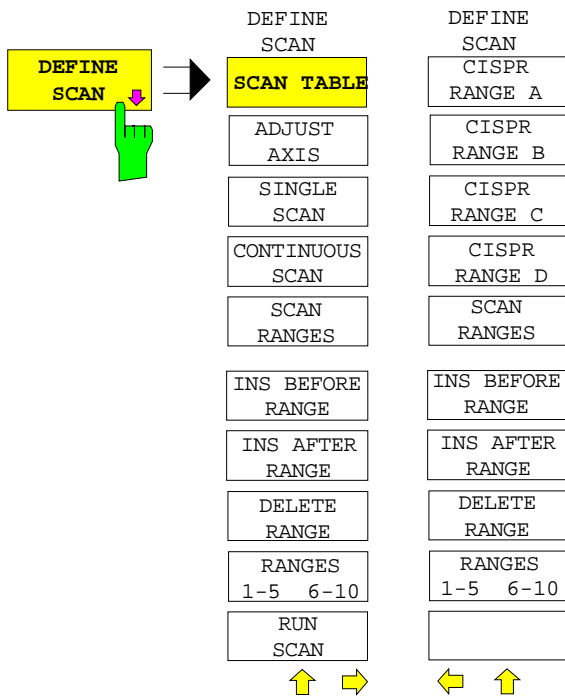 DEFINE
SCAN
DEFINE
SCAN
SCAN TABLE
ADJUST
AXIS
SINGLE
SCAN
CONTINUOUS
SCAN
SCAN
RANGES
INS BEFORE
RANGE
INS AFTER
RANGE
DELETE
RANGE
RANGES
1-5 6-10
RUN
SCAN
DEFINE
SCAN
CISPR
RANGE A
CISPR
RANGE B
CISPR
RANGE C
CISPR
RANGE D
SCAN
RANGES
INS BEFORE
RANGE
INS AFTER
RANGE
DELETE
RANGE
RANGES
1-5 6-10